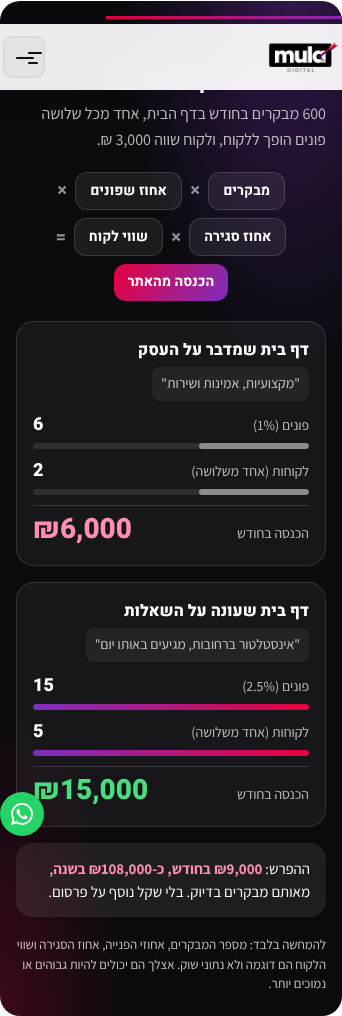 mula
DIGITAL
600 מבקרים בחודש בדף הבית, אחד מכל שלושה
פונים הופך ללקוח, ולקוח שווה 3,000 ₪.
מבקרים × אחוז שפונים ×
אחוז סגירה × שווי לקוח =
הכנסה מהאתר
דף בית שמדבר על העסק
"מקצועיות, אמינות ושירות"
פונים (1%) 6
לקוחות (אחד משלושה) 2
הכנסה בחודש ₪6,000
דף בית שעונה על השאלות
"אינסטלטור ברחובות, מגיעים באותו יום"
פונים (2.5%) 15
לקוחות (אחד משלושה) 5
הכנסה בחודש ₪15,000
ההפרש: ₪9,000 בחודש, כ-₪108,000 בשנה,
מאותם מבקרים בדיוק. בלי שקל נוסף על פרסום.
להמחשה בלבד: מספר המבקרים, אחוזי הפנייה, אחוז הסגירה ושווי
הלקוח הם דוגמה ולא נתוני שוק. אצלך הם יכולים להיות גבוהים או
נמוכים יותר.